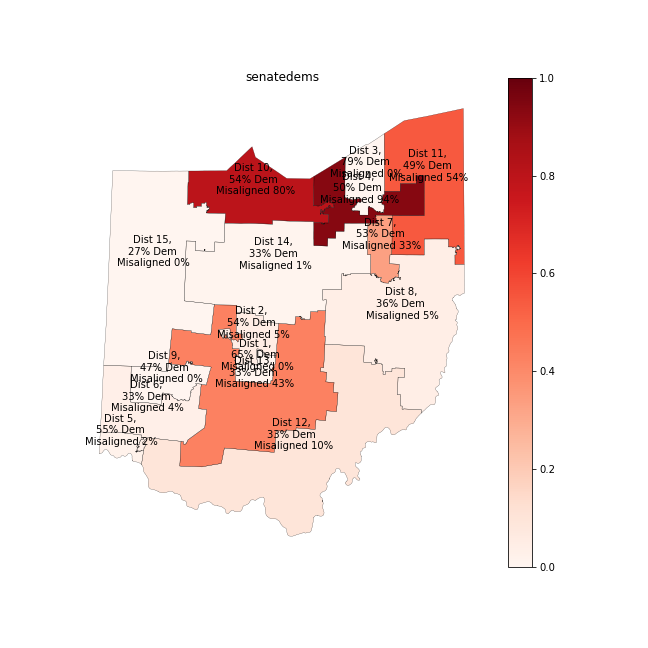 senatedems
1.0
Dist 3,
79% Dem
Misaligned 0%
Dist 11,
49% Dem
Misaligned 54%
Dist 10,
54% Dem
Misaligned 80%
Dist 4,
50% Dem
Misaligned 94%
0.8
Dist 7,
53% Dem
Misaligned 33%
Dist 15,
27% Dem
Misaligned 0%
Dist 14,
33% Dem
Misaligned 1%
0.6
Dist 8,
36% Dem
Misaligned 5%
Dist 2,
54% Dem
Misaligned 5%
Dist 1,
65% Dem
Misaligned 0%
Dist 13,
33% Dem
Misaligned 43%
Dist 9,
47% Dem
Misaligned 0%
0.4
Dist 6,
33% Dem
Misaligned 4%
Dist 5,
55% Dem
Misaligned 2%
Dist 12,
33% Dem
Misaligned 10%
0.2
0.0